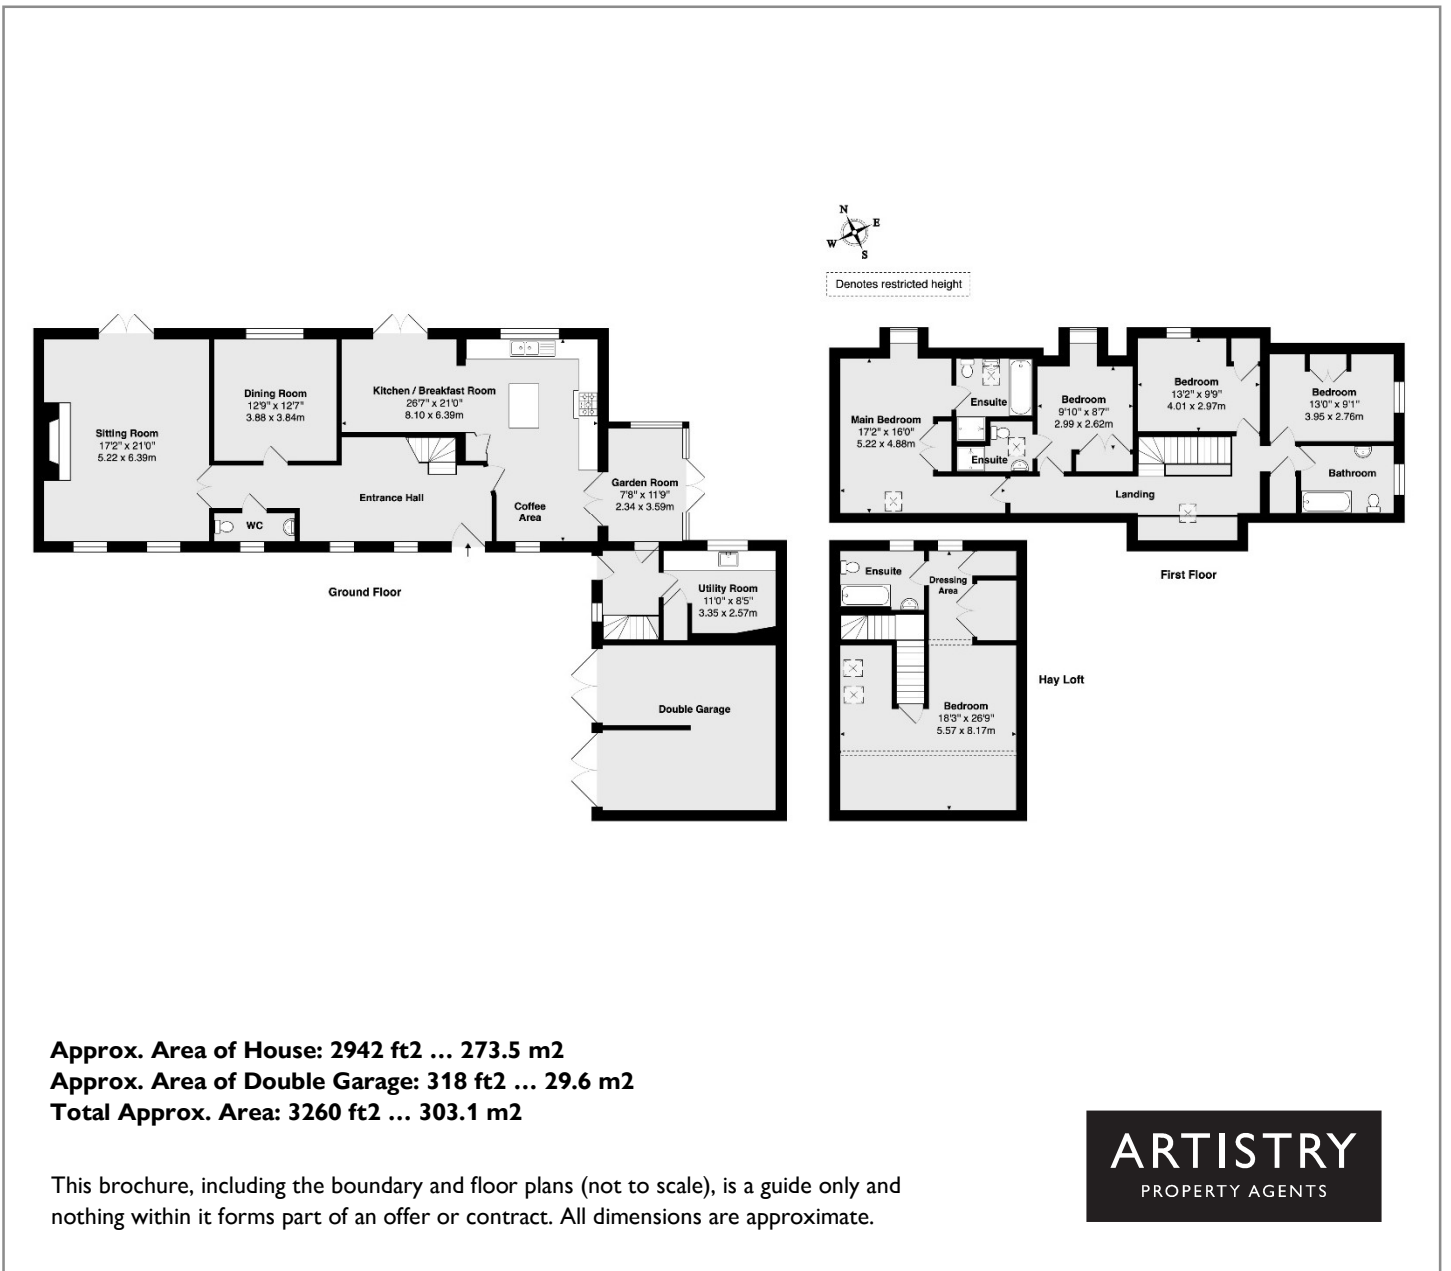 N
E
W
S
Denotes restricted height
Sitting Room
17'2" x 21'0"
5.22 x 6.39m
Dining Room
12'9" x 12'7"
3.88 x 3.84m
Kitchen / Breakfast Room
26'7" x 21'0"
8.10 x 6.39m
Entrance Hall
WC
Coffee
Area
Garden Room
7'8" x 11'9"
2.34 x 3.59m
Ground Floor
Utility Room
11'0" x 8'5"
3.35 x 2.57m
Double Garage
Main Bedroom
17'2" x 16'0"
5.22 x 4.88m
Ensuite
Ensuite
Bedroom
9'10" x 8'7"
2.99 x 2.62m
Bedroom
13'2" x 9'9"
4.01 x 2.97m
Bedroom
13'0" x 9'1"
3.95 x 2.76m
Bathroom
Landing
First Floor
Ensuite
Dressing
Area
Bedroom
18'3" x 26'9"
5.57 x 8.17m
Hay Loft
Approx. Area of House: 2942 ft2 ... 273.5 m2
Approx. Area of Double Garage: 318 ft2 ... 29.6 m2
Total Approx. Area: 3260 ft2 ... 303.1 m2
This brochure, including the boundary and floor plans (not to scale), is a guide only and
nothing within it forms part of an offer or contract. All dimensions are approximate.
ARTISTRY
PROPERTY AGENTS